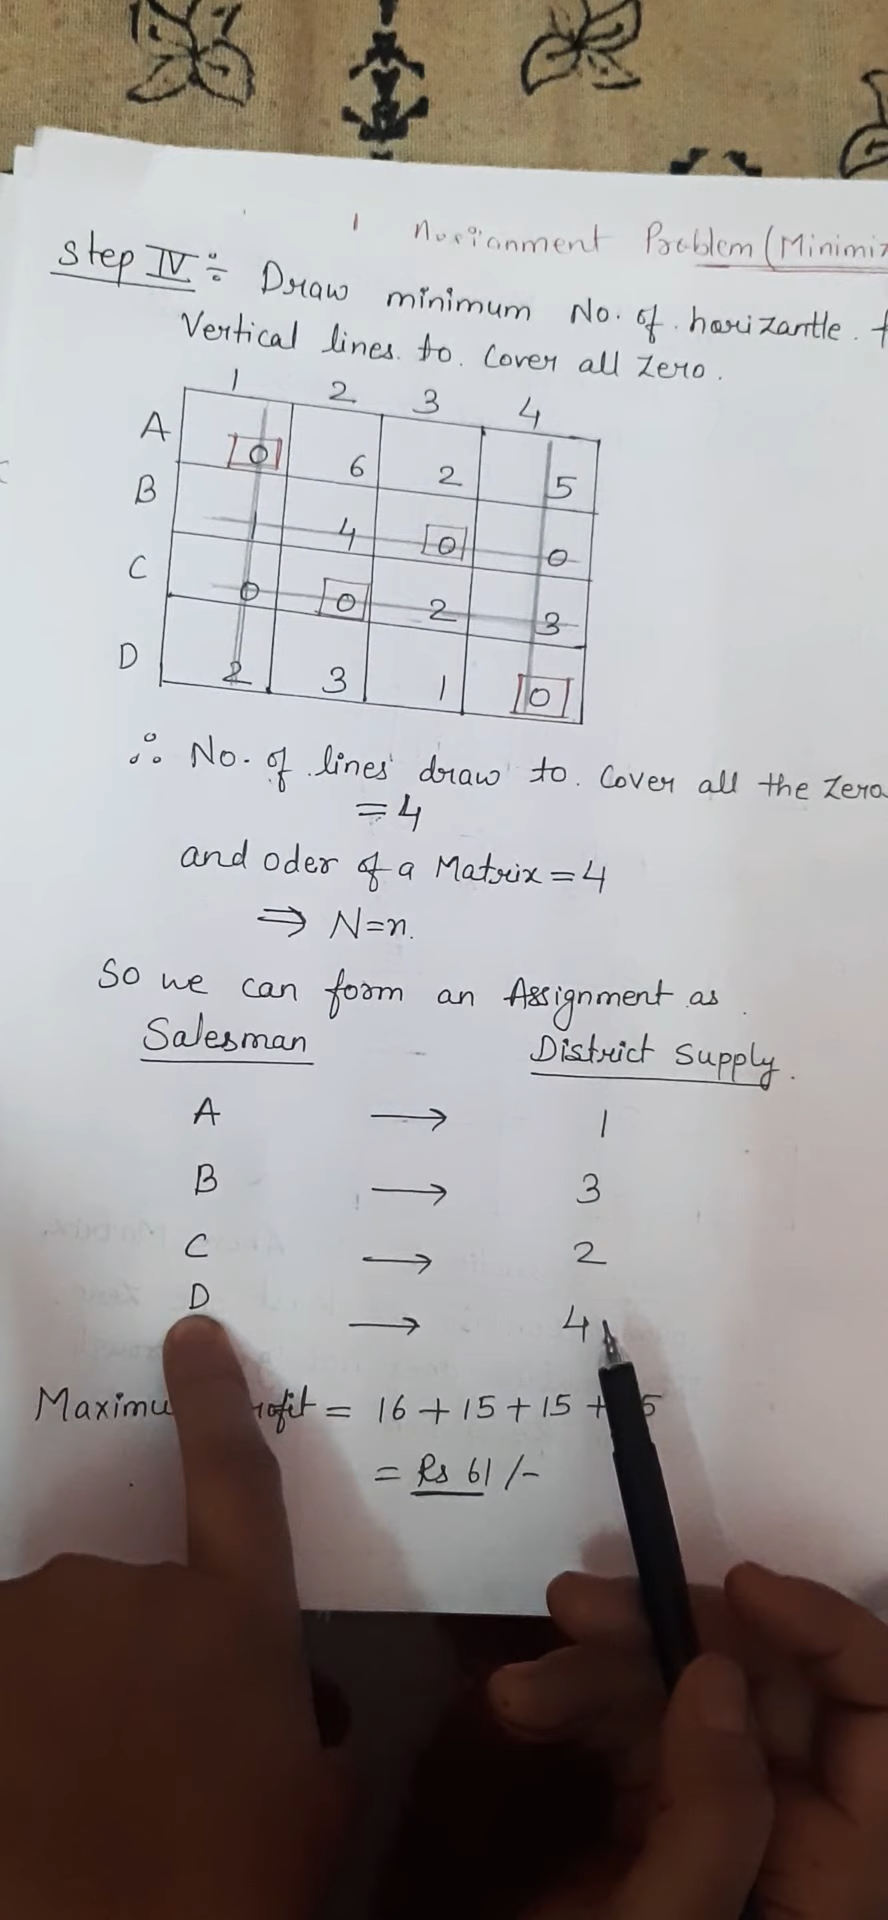 Problem (Minimiz
Step IV ÷ Draw minimum No. of horizantle. +
Vertical lines to. Cover all Zero.
1 2 3 4
A 0 6 2 5
B 1 4 0 0
C 0 0 2 3
D 2 3 1 0
∴ No. of lines draw to. Cover all the Zero
= 4
and oder of a Matrix = 4
⇒ N=n.
So we can form an Assignment as.
Salesman District Supply.
A → 1
B → 3
C → 2
D → 4
= 16 + 15 + 15 +
= Rs 61/-